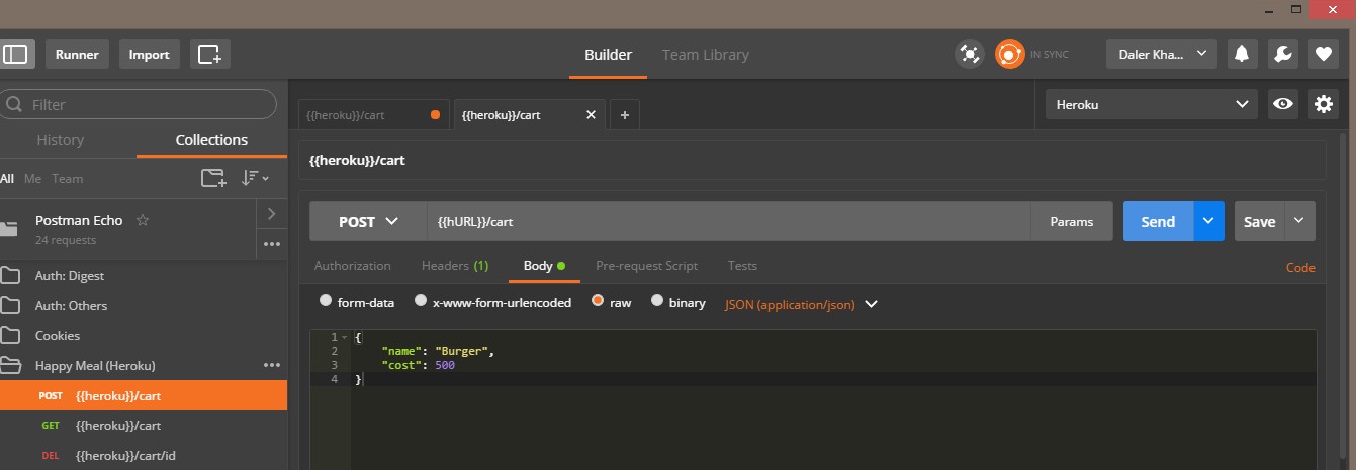 Runner Import Builder Team Library IN SYNC Daler Kha...
Filter
{{heroku}}/cart {{heroku}}/cart Heroku
History Collections
{{heroku}}/cart
All Me Team
Postman Echo
24 requests
POST {{hURL}}/cart Params Send Save
Authorization Headers (1) Body Pre-request Script Tests Code
form-data x-www-form-urlencoded raw binary JSON (application/json)
Auth: Digest
Auth: Others
Cookies
Happy Meal (Heroku)
POST {{heroku}}/cart
GET {{heroku}}/cart
DEL {{heroku}}/cart/id
1 {
2 "name": "Burger",
3 "cost": 500
4 }